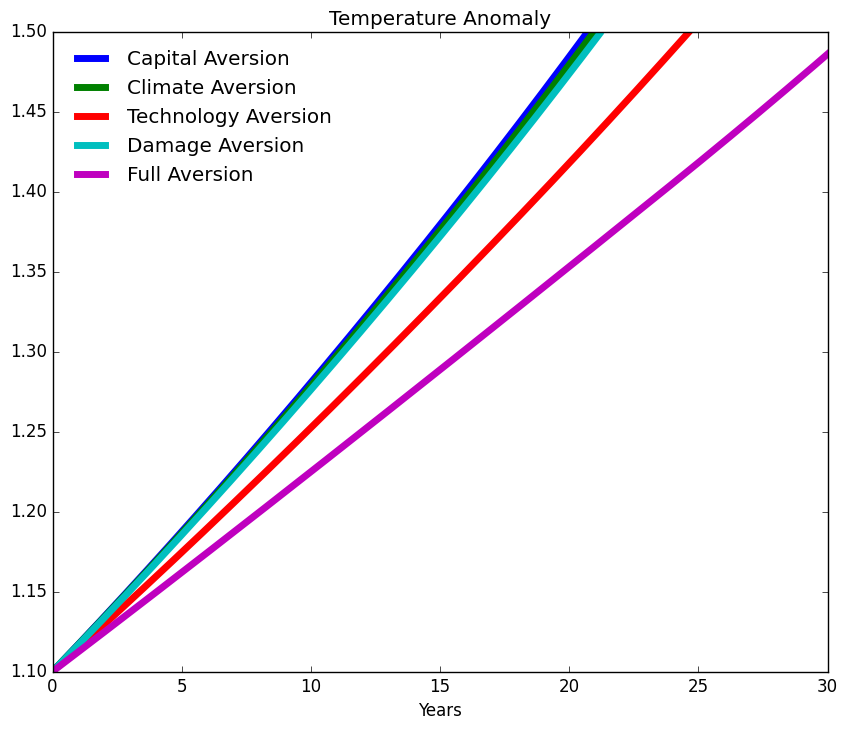 Temperature Anomaly
1.50
1.45
1.40
1.35
1.30
1.25
1.20
1.15
1.10
Capital Aversion
Climate Aversion
Technology Aversion
Damage Aversion
Full Aversion
0 5 10 15 20 25 30
Years